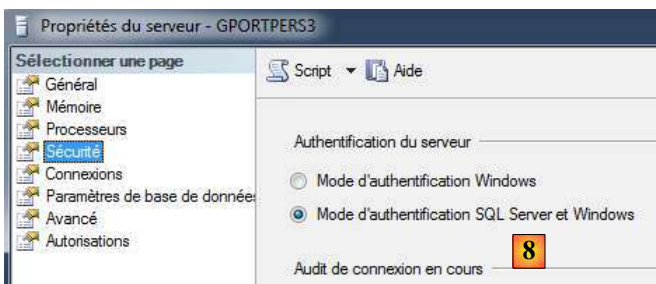 Propriétés du serveur - GPORTPERS3
Sélectionner une page
Général
Mémoire
Processeurs
Sécurité
Connexions
Paramètres de base de données
Avancé
Autorisations
Script
Aide
Authentification du serveur
Mode d'authentification Windows
Mode d'authentification SQL Server et Windows
8
Audit de connexion en cours